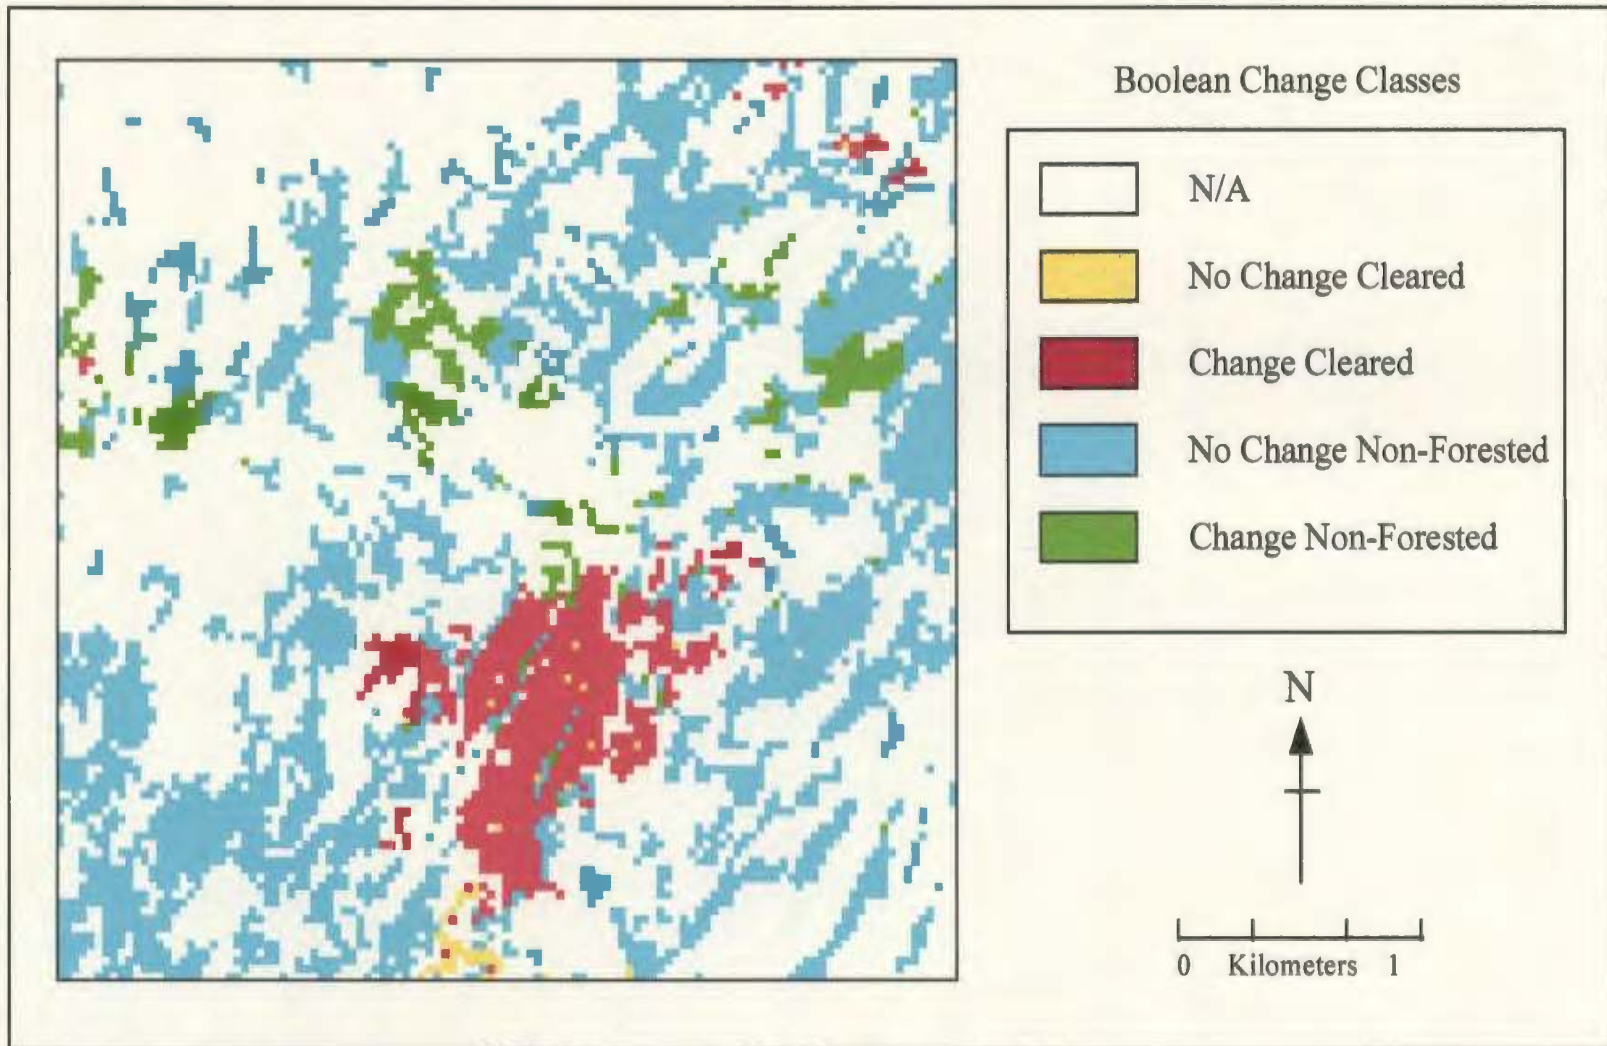 Boolean Change Classes
N/A
No Change Cleared
Change Cleared
No Change Non-Forested
Change Non-Forested
N
0 Kilometers 1